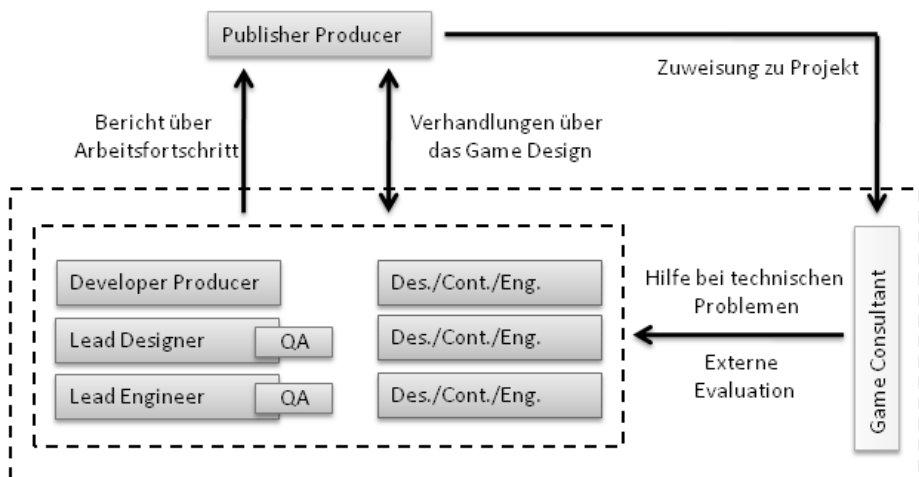 Publisher Producer
Zuweisung zu Projekt
Bericht über
Arbeitsfortschritt
Verhandlungen über
das Game Design
Developer Producer
Lead Designer
QA
Lead Engineer
QA
Des./Cont./Eng.
Des./Cont./Eng.
Des./Cont./Eng.
Hilfe bei technischen
Problemen
Externe
Evaluation
Game Consultant